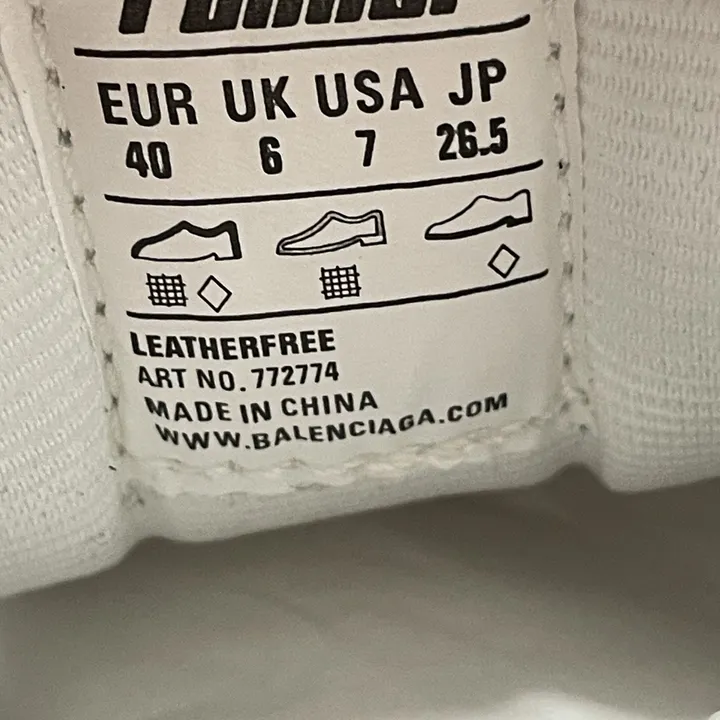 EUR UK USA JP
40 6 7 26.5
LEATHERFREE
ART NO. 772774
MADE IN CHINA
WWW.BALENCIAGA.COM